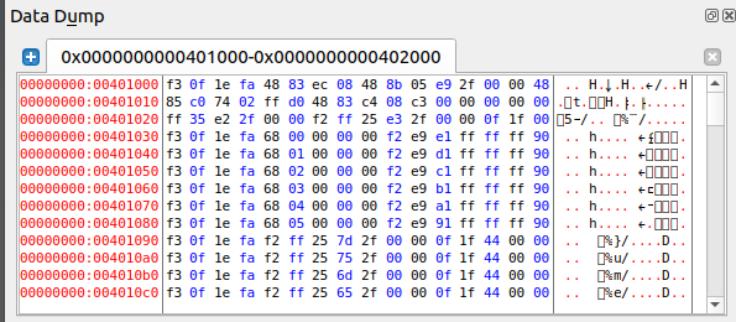 Data Dump
0x0000000000401000-0x0000000000402000
00000000:00401000 f3 0f 1e fa 48 83 ec 08 48 8b 05 e9 2f 00 00 48 .. H.↓.H..←/..H
00000000:00401010 85 c0 74 02 ff d0 48 83 c4 08 c3 00 00 00 00 00
00000000:00401020 ff 35 e2 2f 00 00 f2 ff 25 e3 2f 00 00 0f 1f 00
00000000:00401030 f3 0f 1e fa 68 00 00 00 00 f2 e9 e1 ff ff ff 90
00000000:00401040 f3 0f 1e fa 68 01 00 00 00 f2 e9 d1 ff ff ff 90
00000000:00401050 f3 0f 1e fa 68 02 00 00 00 f2 e9 c1 ff ff ff 90
00000000:00401060 f3 0f 1e fa 68 03 00 00 00 f2 e9 b1 ff ff ff 90
00000000:00401070 f3 0f 1e fa 68 04 00 00 00 f2 e9 a1 ff ff ff 90
00000000:00401080 f3 0f 1e fa 68 05 00 00 00 f2 e9 91 ff ff ff 90
00000000:00401090 f3 0f 1e fa f2 ff 25 7d 2f 00 00 0f 1f 44 00 00 .. %}/....D..
00000000:004010a0 f3 0f 1e fa f2 ff 25 75 2f 00 00 0f 1f 44 00 00 .. %u/....D..
00000000:004010b0 f3 0f 1e fa f2 ff 25 6d 2f 00 00 0f 1f 44 00 00 .. %m/....D..
00000000:004010c0 f3 0f 1e fa f2 ff 25 65 2f 00 00 0f 1f 44 00 00 .. %e/....D..